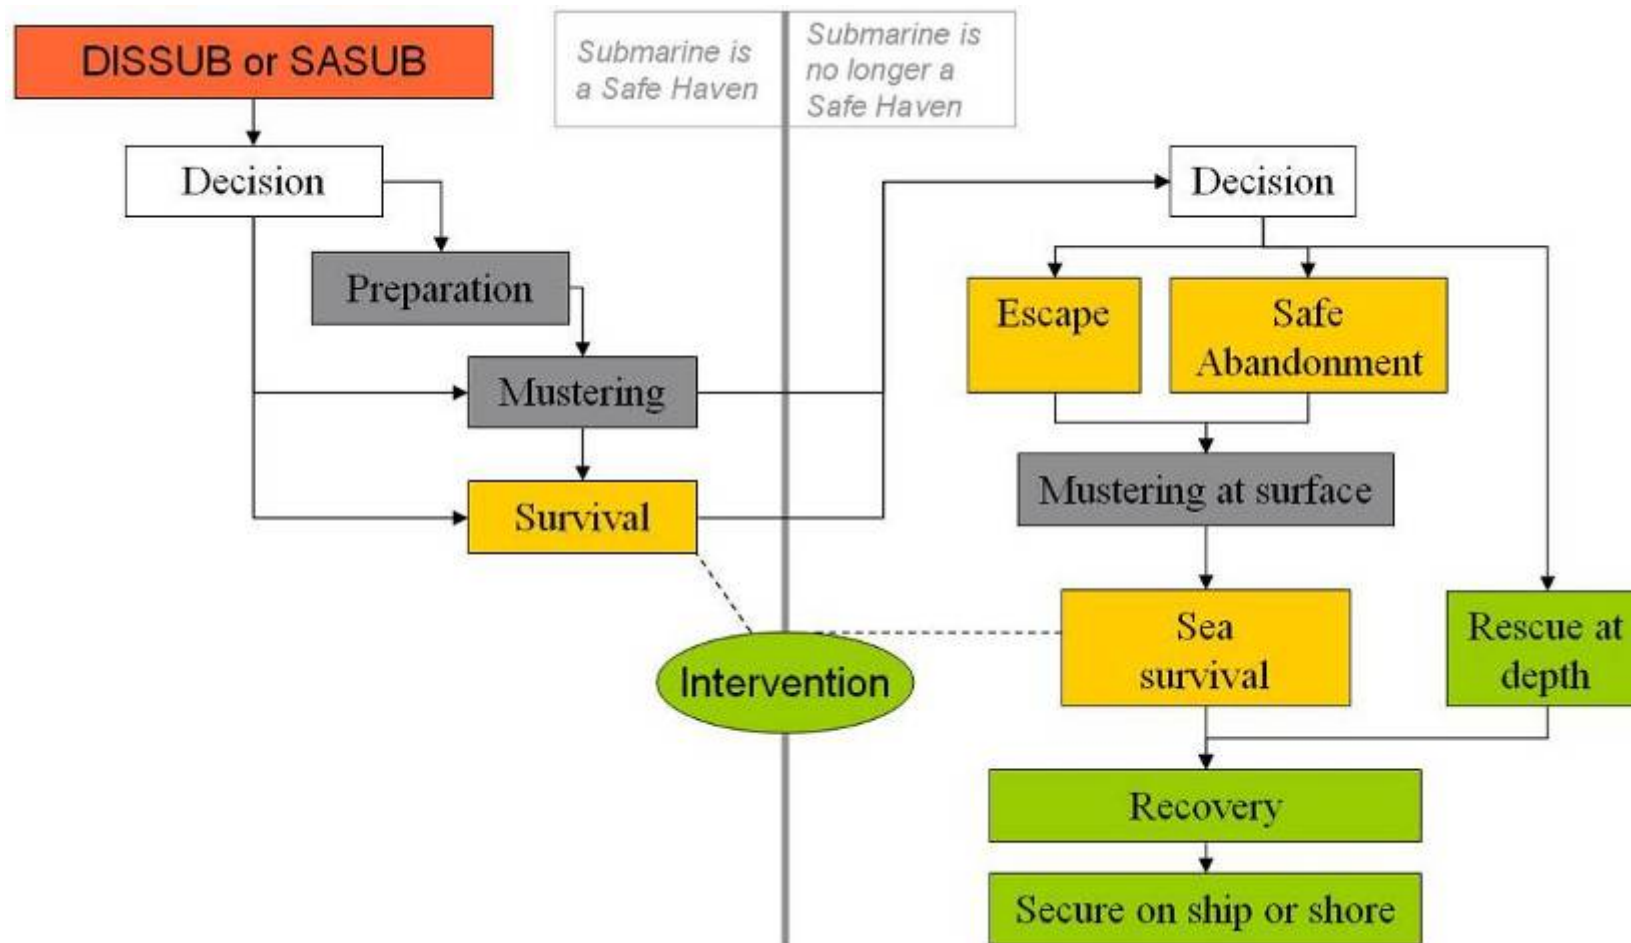 DISSUB or SASUB
Submarine is
a Safe Haven
Submarine is
no longer a
Safe Haven
Decision
Preparation
Mustering
Survival
Intervention
Decision
Escape
Safe
Abandonment
Mustering at surface
Sea
survival
Rescue at
depth
Recovery
Secure on ship or shore